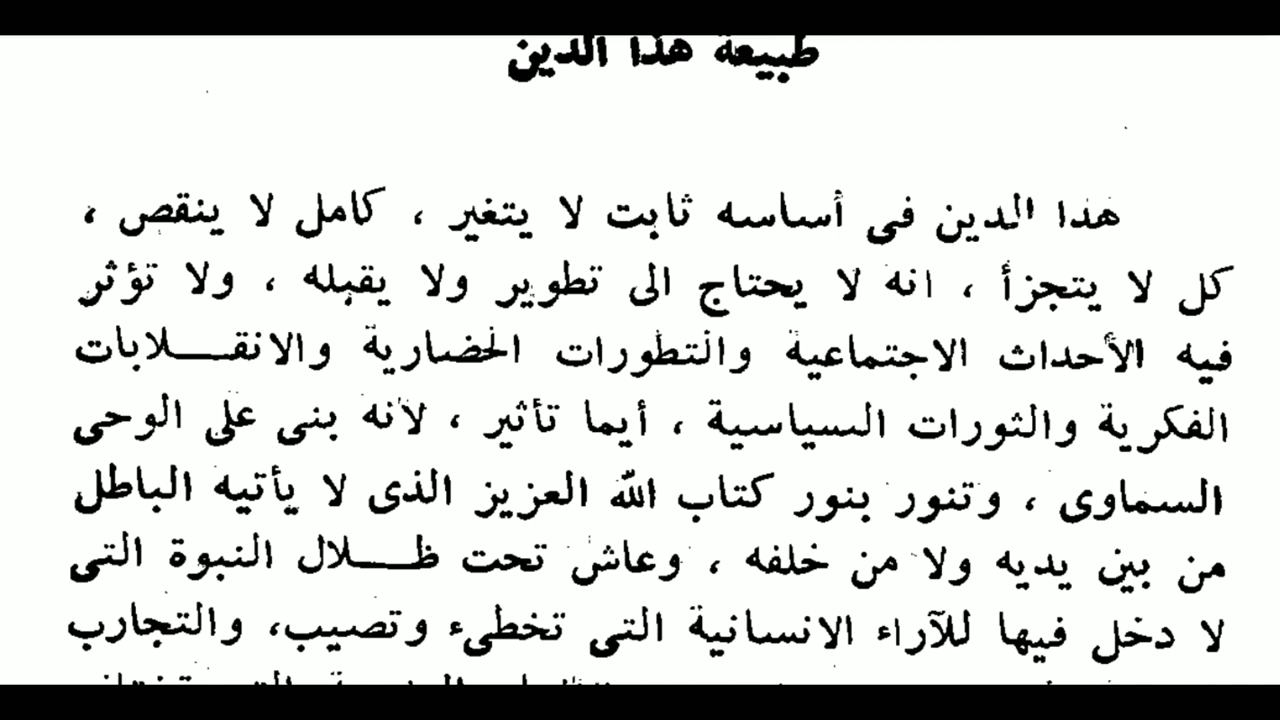 طبيعة هذا الدين
هذا الدين فى أساسه ثابت لا يتغير ، كامل لا ينقص ،
كل لا يتجزأ ، انه لا يحتاج الى تطوير ولا يقبله ، ولا تؤثر
فيه الأحداث الاجتماعية والتطورات الحضارية والانقـــلابات
الفكرية والثورات السياسية ، أيما تأثير ، لأنه بنى على الوحى
السماوى ، وتنور بنور كتاب الله العزيز الذى لا يأتيه الباطل
من بين يديه ولا من خلفه ، وعاش تحت ظـــلال النبوة التى
لا دخل فيها للآراء الانسانية التى تخطىء وتصيب، والتجارب